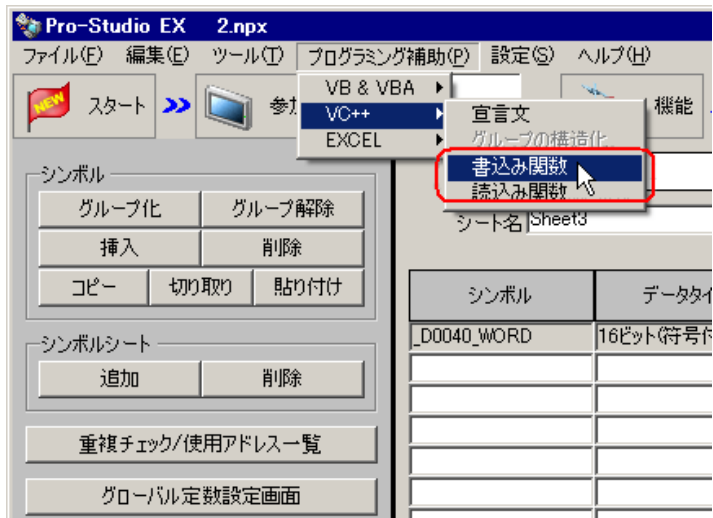 Pro-Studio EX 2.npx
ファイル(F) 編集(E) ツール(T) プログラミング補助(P) 設定(S) ヘルプ(H)
NEW スタート 機能
VB & VBA
VC++
EXCEL
宣言文
グループの構造化
書込み関数
読込み関数
シート名 Sheet3
シンボル
グループ化 グループ解除
挿入 削除
コピー 切り取り 貼り付け
シンボルシート
追加 削除
重複チェック/使用アドレス一覧
グローバル定数設定画面
シンボル データタイ
_D0040_WORD 16ビット(符号付